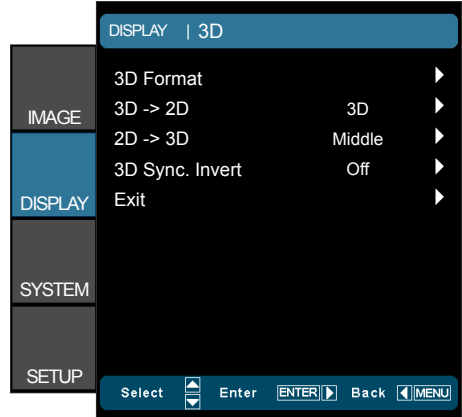 DISPLAY | 3D
IMAGE
DISPLAY
SYSTEM
SETUP
3D Format
3D -> 2D 3D
2D -> 3D Middle
3D Sync. Invert Off
Exit
Select Enter ENTER Back MENU